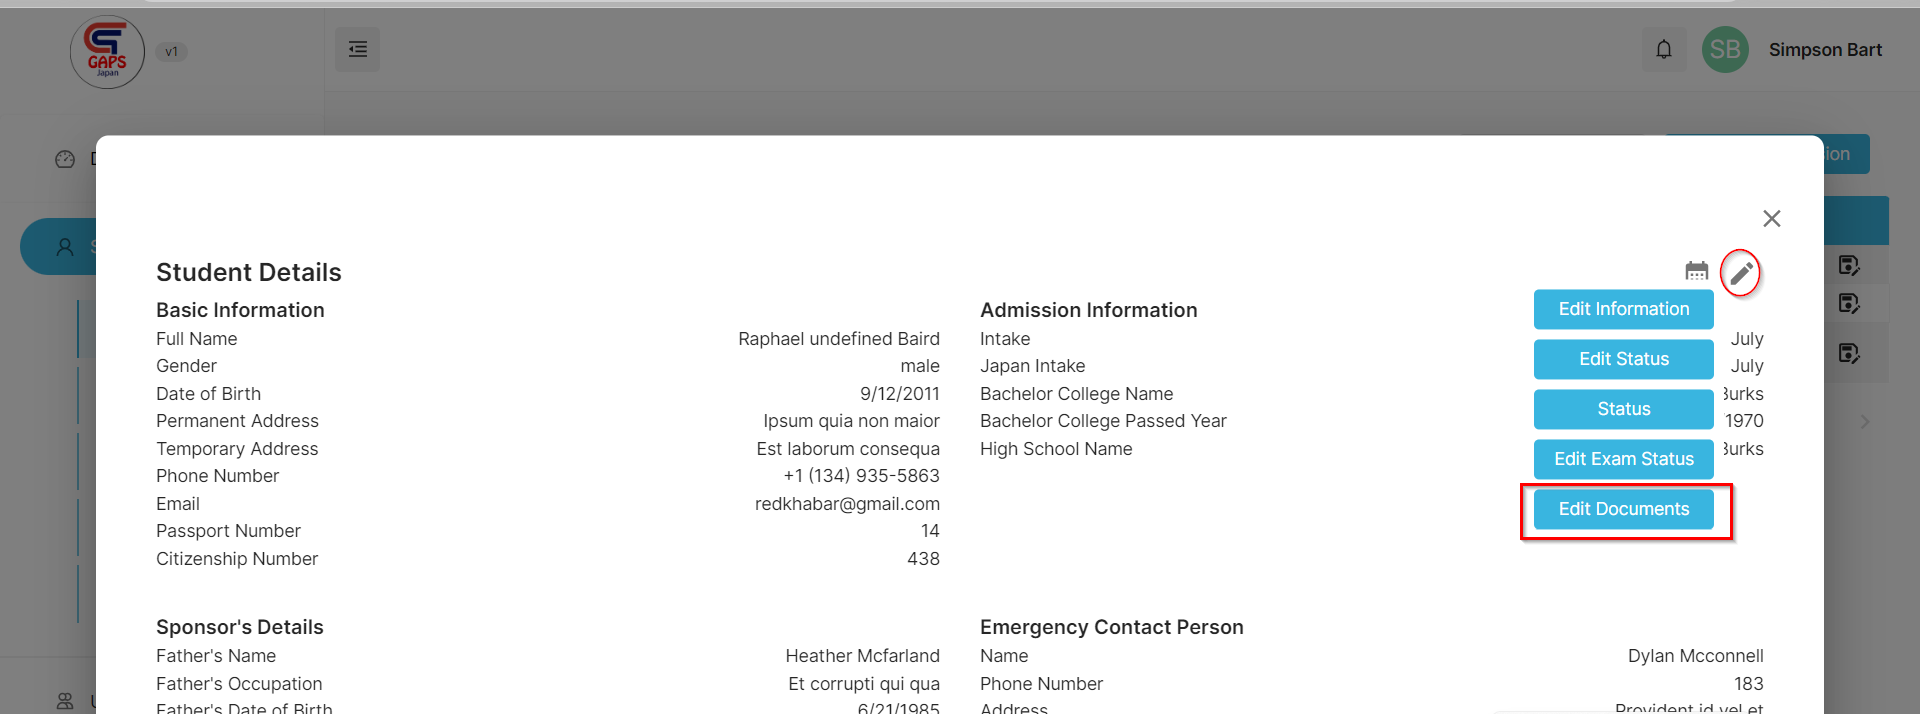 GAPS
Japan
v1
SB
Simpson Bart
Student Details
Basic Information
Full Name Raphael undefined Baird
Gender male
Date of Birth 9/12/2011
Permanent Address Ipsum quia non maior
Temporary Address Est laborum consequa
Phone Number +1 (134) 935-5863
Email redkhabar@gmail.com
Passport Number 14
Citizenship Number 438
Admission Information
Intake July
Japan Intake July
Bachelor College Name
Bachelor College Passed Year 1970
High School Name
Edit Information
Edit Status
Status
Edit Exam Status
Edit Documents
Sponsor's Details
Father's Name Heather Mcfarland
Father's Occupation Et corrupti qui qua
Father's Date of Birth 6/21/1985
Emergency Contact Person
Name Dylan Mcconnell
Phone Number 183
Address Provident id vel et